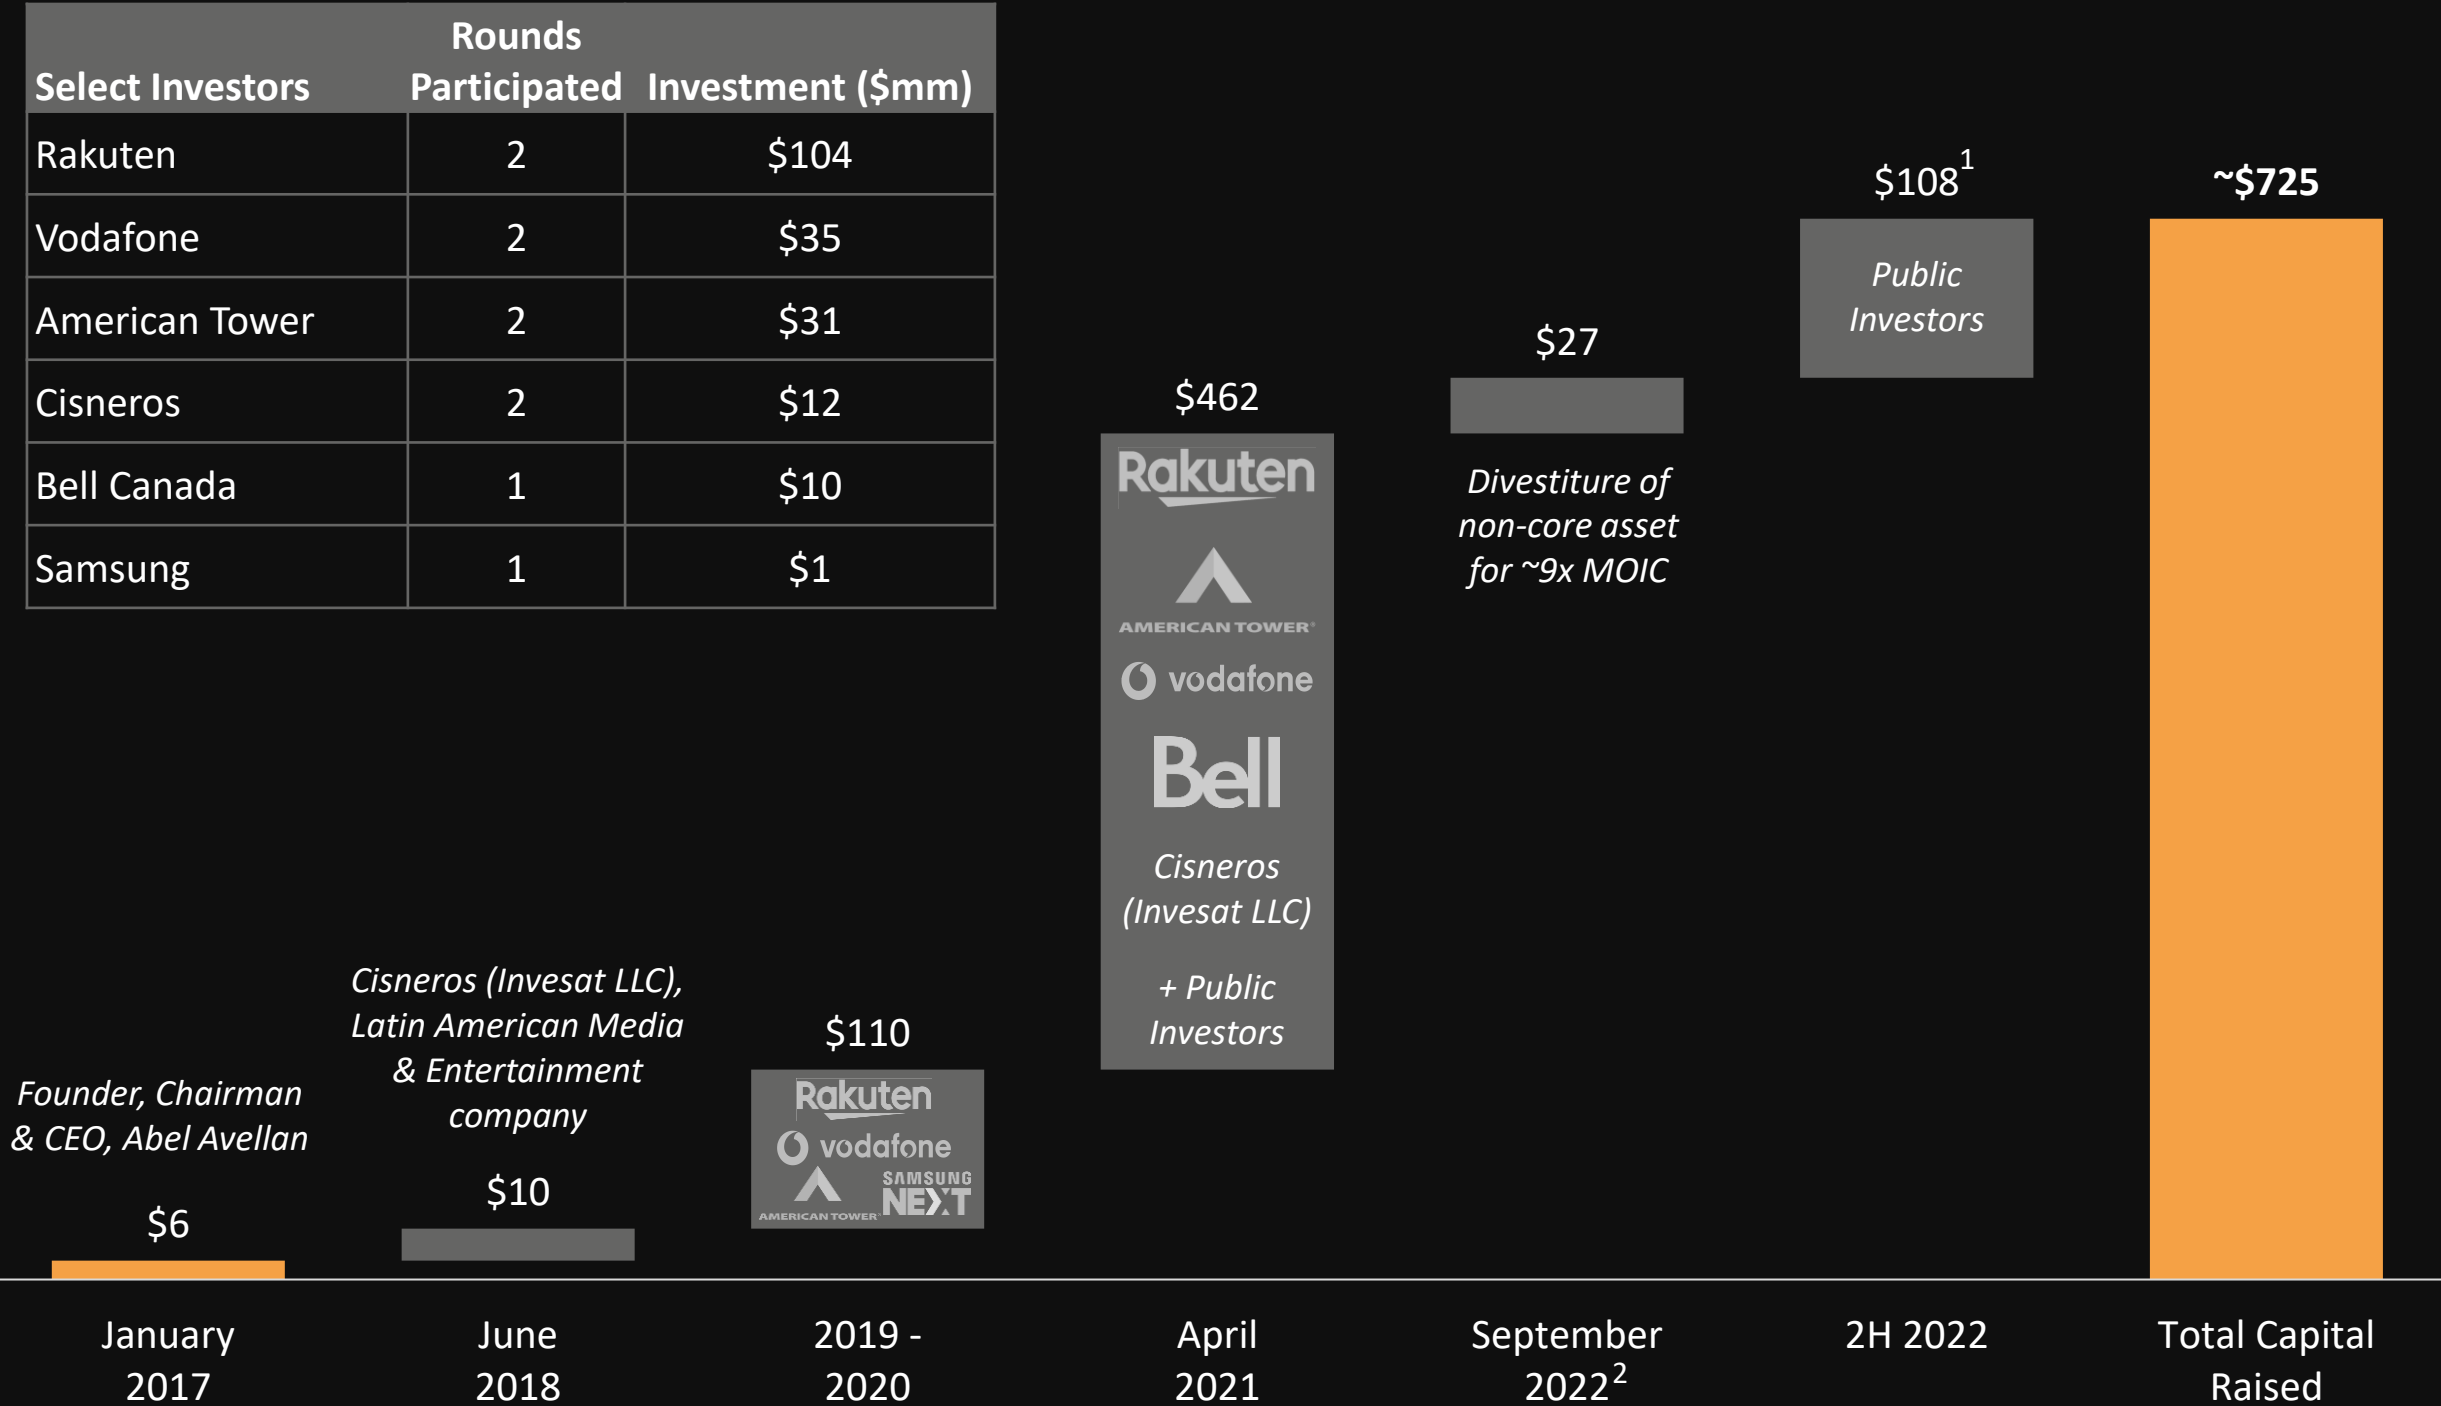 Rounds
Select Investors Participated Investment ($mm)
Rakuten 2 $104
Vodafone 2 $35
American Tower 2 $31
Cisneros 2 $12
Bell Canada 1 $10
Samsung 1 $1
Founder, Chairman
& CEO, Abel Avellan
$6
Cisneros (Invesat LLC),
Latin American Media
& Entertainment
company
$10
$110
Rakuten
vodafone
AMERICAN TOWER®
SAMSUNG
NEXT
$462
Rakuten
AMERICAN TOWER®
vodafone
Bell
Cisneros
(Invesat LLC)
+ Public
Investors
$27
Divestiture of
non-core asset
for ~9x MOIC
$108¹
Public
Investors
~$725
January
2017
June
2018
2019 -
2020
April
2021
September
2022²
2H 2022
Total Capital
Raised